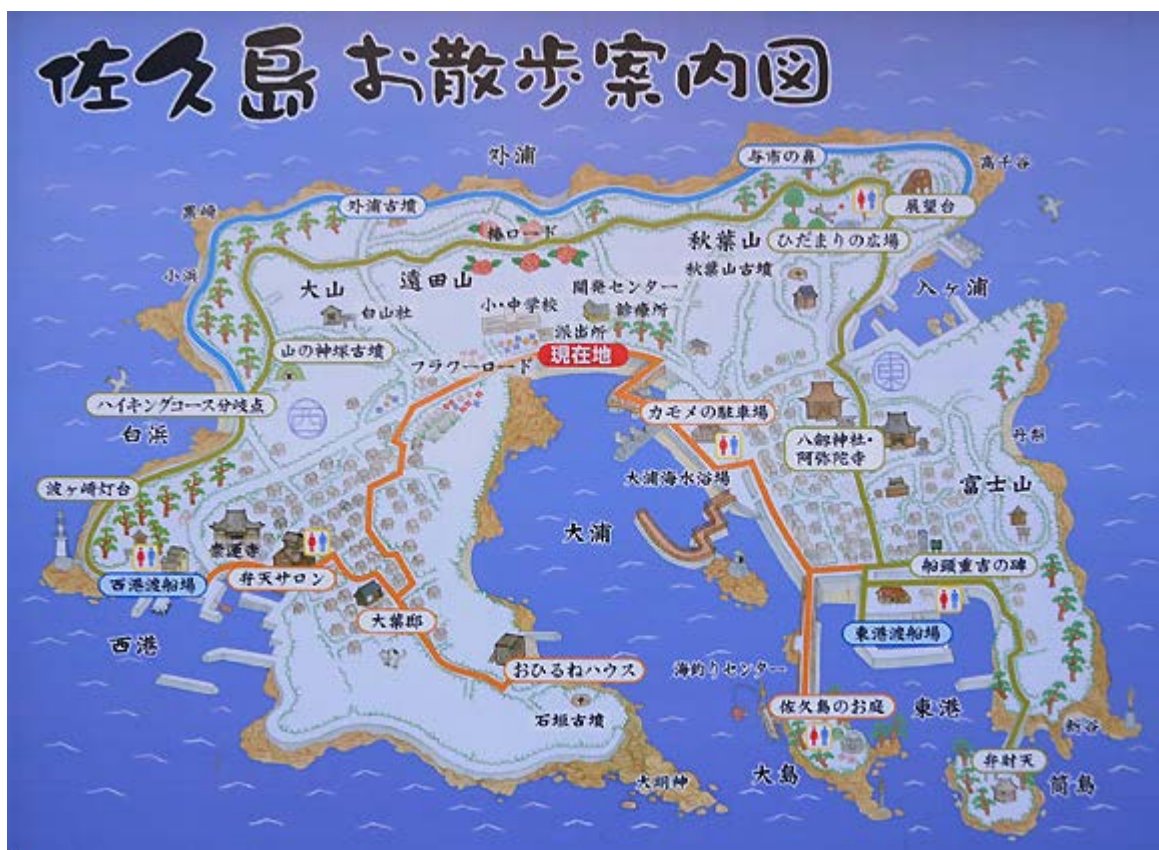 佐久島 お散歩案内図
外浦
与市の鼻
高千谷
黒崎
外浦古墳
展望台
椿ロード
秋葉山
ひだまりの広場
小浜
遠田山
秋葉山古墳
大山
開発センター
入ヶ浦
白山社
小・中学校
診療所
派出所
山の神塚古墳
フラワーロード
現在地
東
ハイキングコース分岐点
西
カモメの駐車場
白浜
八劔神社・
阿弥陀寺
丹梨
波ヶ崎灯台
大浦海水浴場
富士山
崇運寺
大浦
西港渡船場
弁天サロン
船頭重吉の碑
大葉邸
東港渡船場
西港
おひるねハウス
海釣りセンター
石垣古墳
佐久島のお庭
東港
新谷
大明神
大島
弁財天
筒島